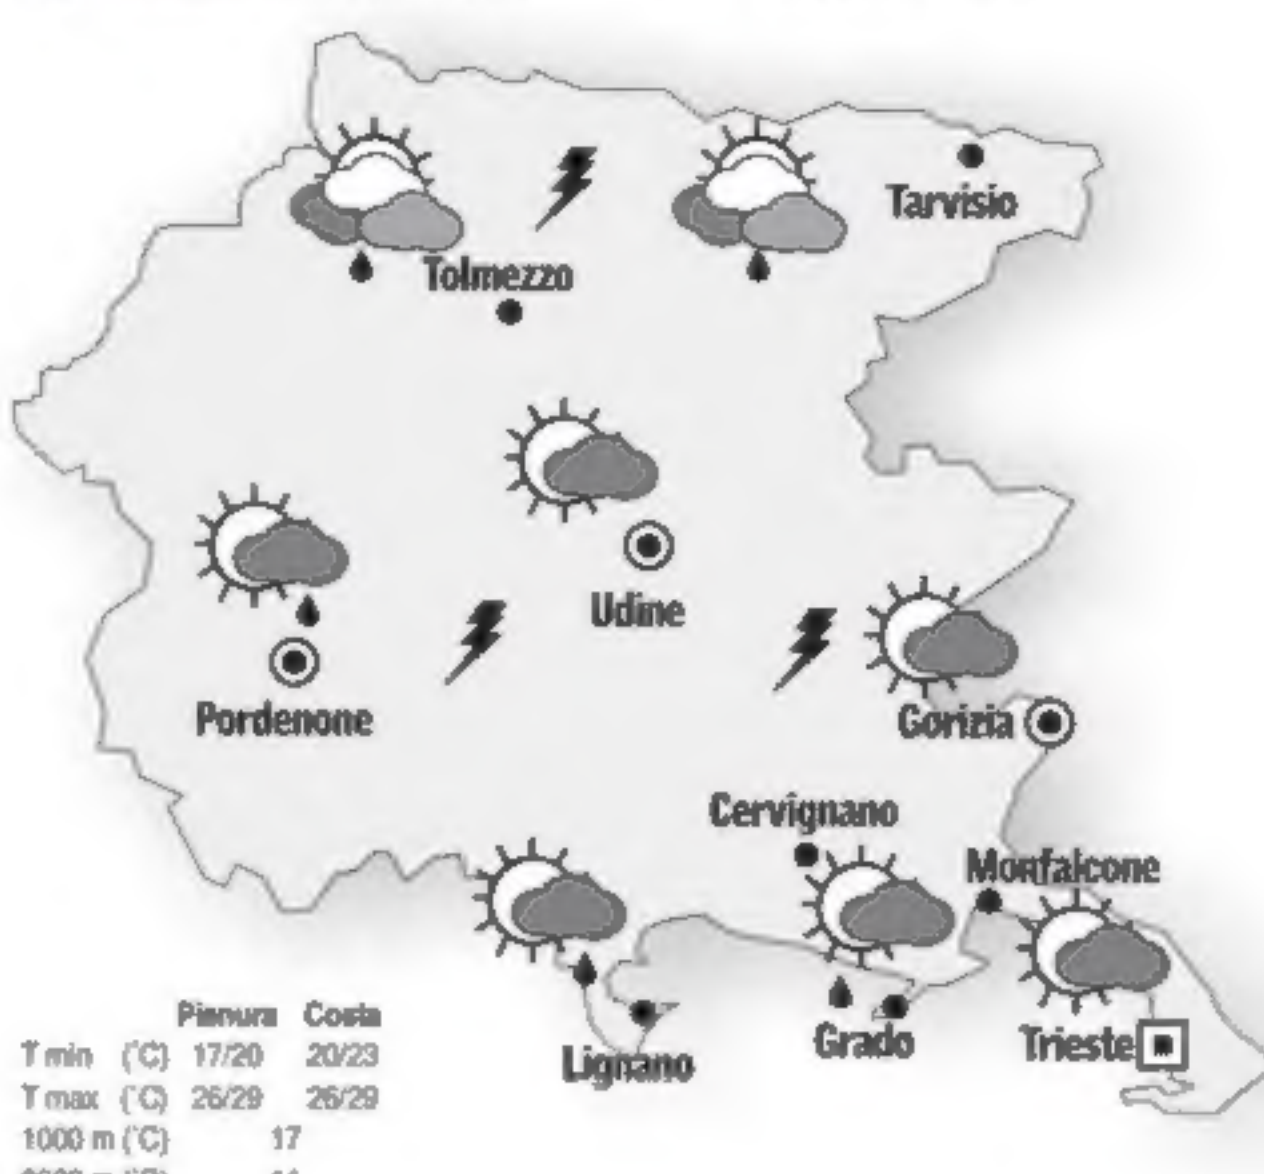 Tarvisio
Tolmezzo
Udine
Pordenone
Gorizia
Cervignano
Monfalcone
Grado
Trieste
Lignano
Pianura Costa
T min (°C) 17/20 20/23
T max (°C) 26/29 26/29
1000 m (°C) 17